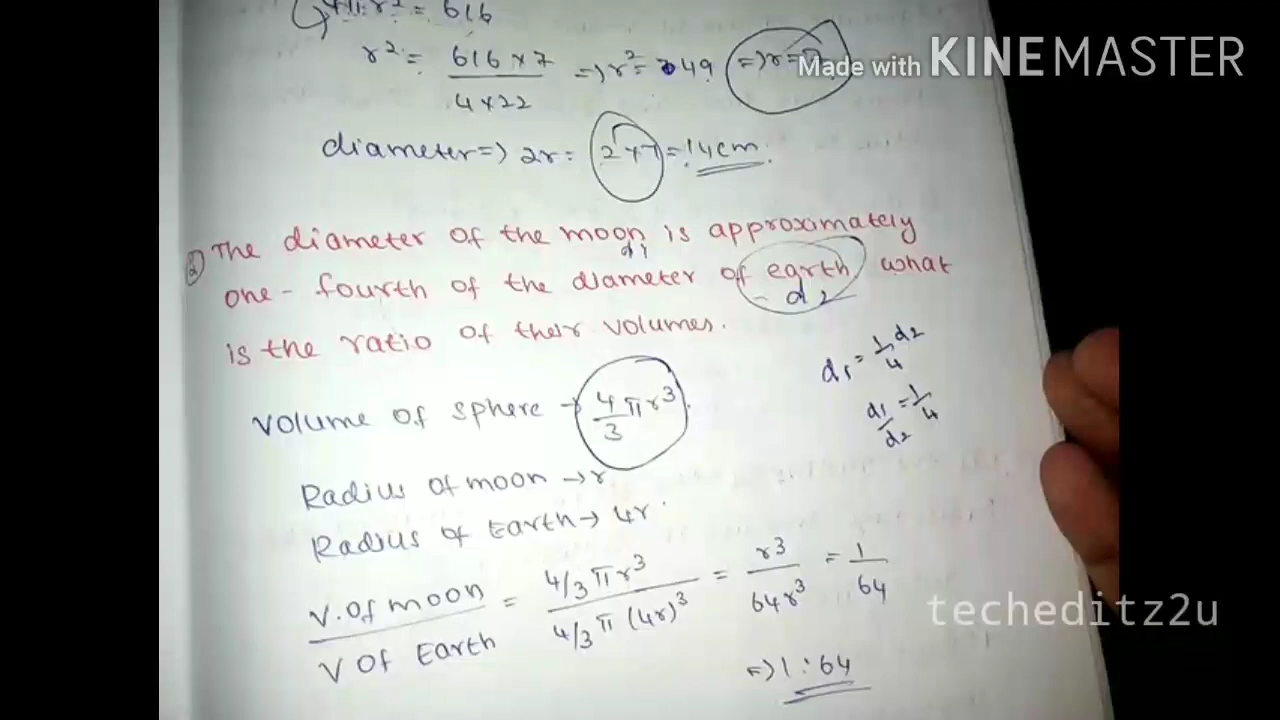 4πr² = 616
r² = 616×7 / 4×22 => r² = 49 => r = 7
Made with KINEMASTER
diameter => 2r = 2×7 = 14cm.
2) The diameter of the moon is approximately
d1
one-fourth of the diameter of earth what
- d2
is the ratio of their volumes.
d1 = 1/4 d2
d1/d2 = 1/4
Volume of sphere → 4/3 πr³
Radius of moon → r
Radius of Earth → 4r
V. Of moon / V Of Earth = 4/3 πr³ / 4/3 π (4r)³ = r³ / 64r³ = 1/64
techeditz2u
=> 1:64